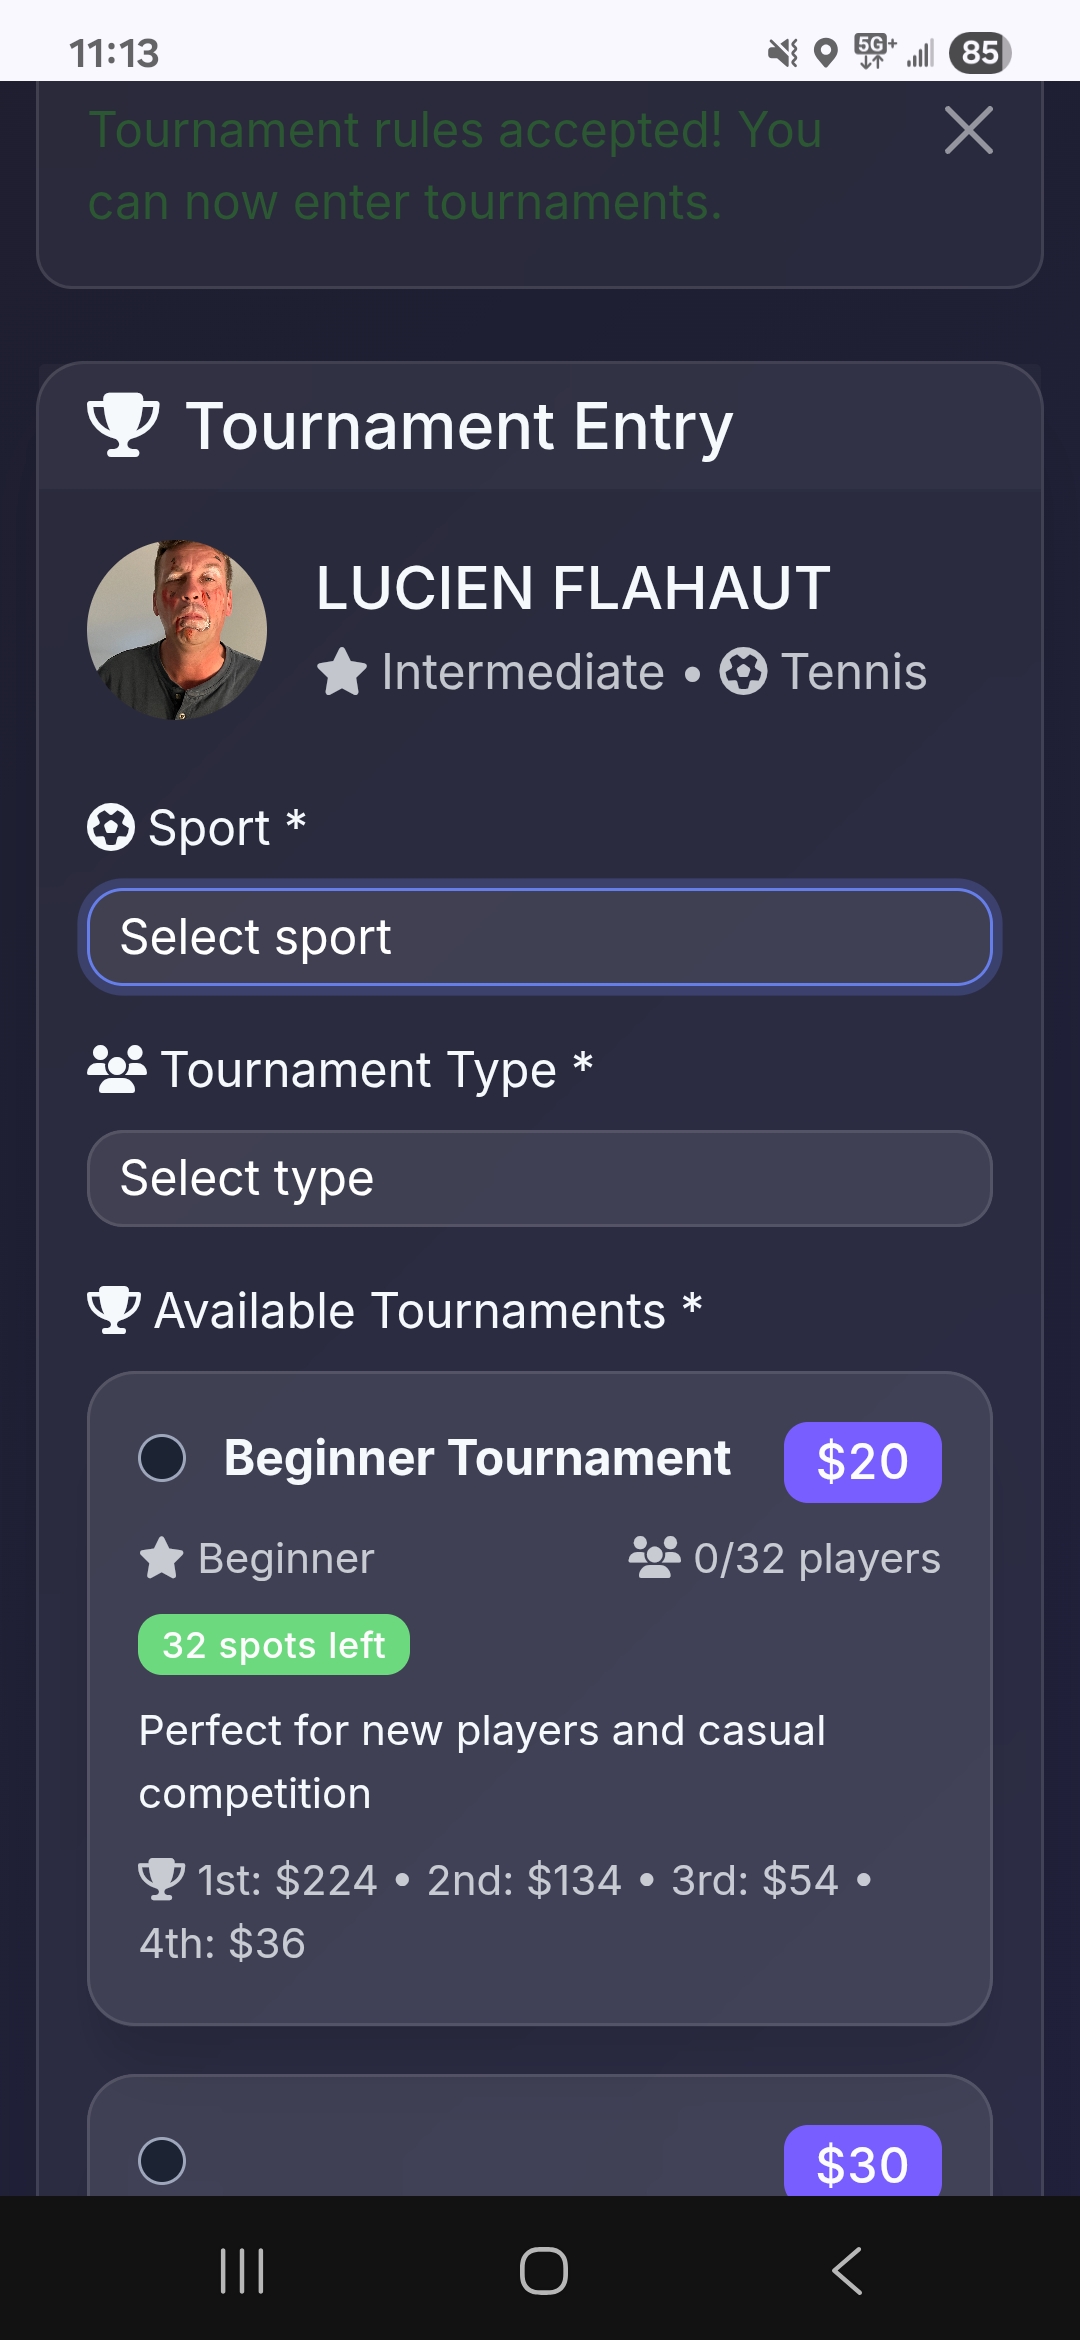 11:13
5G+
85
Tournament rules accepted! You
can now enter tournaments.
Tournament Entry
LUCIEN FLAHAUT
Intermediate • Tennis
Sport *
Select sport
Tournament Type *
Select type
Available Tournaments *
Beginner Tournament $20
Beginner 0/32 players
32 spots left
Perfect for new players and casual
competition
1st: $224 • 2nd: $134 • 3rd: $54 •
4th: $36
$30